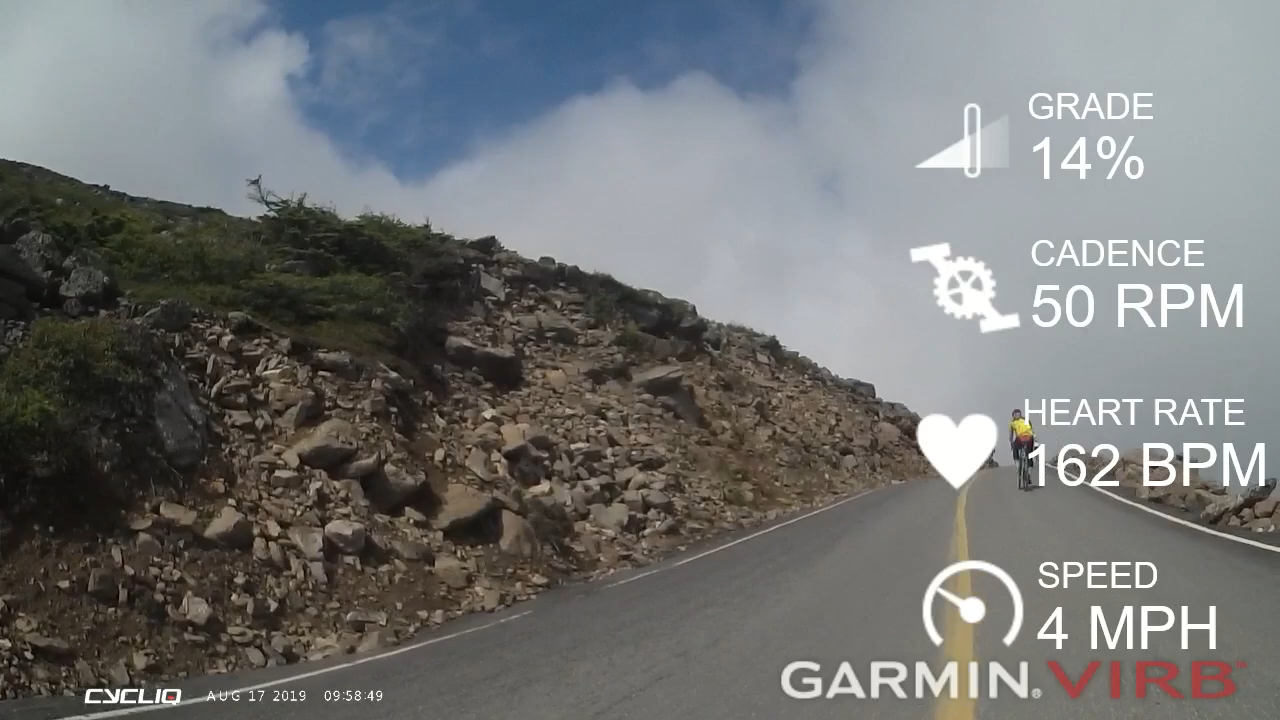 GRADE
14%
CADENCE
50 RPM
HEART RATE
162 BPM
SPEED
4 MPH
GARMIN® VIRB™
CYCLIQ AUG 17 2019 09:58:49